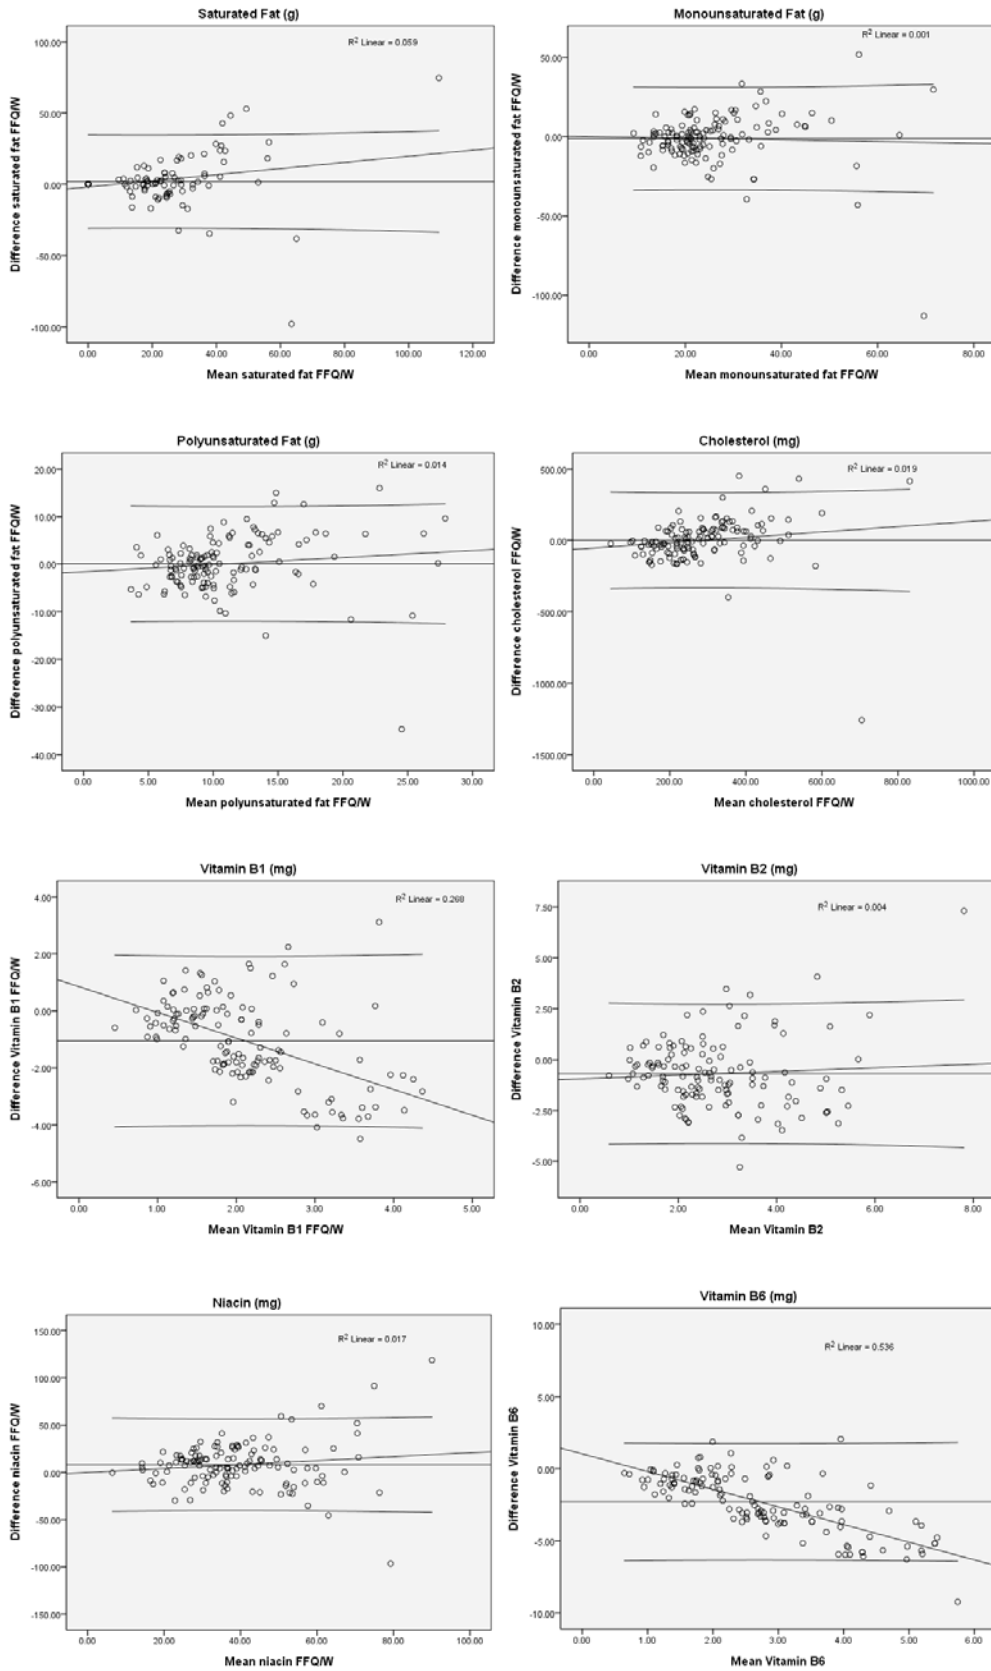 Saturated Fat (g)
R2 Linear = 0.059
Difference saturated fat FFQ/W
100.00
50.00
0.00
-50.00
-100.00
0.00 20.00 40.00 60.00 80.00 100.00 120.00
Mean saturated fat FFQ/W
Monounsaturated Fat (g)
R2 Linear = 0.001
Difference monounsaturated fat FFQ/W
50.00
0.00
-50.00
-100.00
0.00 20.00 40.00 60.00 80.00
Mean monounsaturated fat FFQ/W
Polyunsaturated Fat (g)
R2 Linear = 0.014
Difference polyunsaturated fat FFQ/W
20.00
10.00
0.00
-10.00
-20.00
-30.00
-40.00
0.00 5.00 10.00 15.00 20.00 25.00 30.00
Mean polyunsaturated fat FFQ/W
Cholesterol (mg)
R2 Linear = 0.019
Difference cholesterol FFQ/W
500.00
0.00
-500.00
-1000.00
-1500.00
0.00 200.00 400.00 600.00 800.00 1000.00
Mean cholesterol FFQ/W
Vitamin B1 (mg)
R2 Linear = 0.268
Difference Vitamin B1 FFQ/W
4.00
2.00
0.00
-2.00
-4.00
-6.00
0.00 1.00 2.00 3.00 4.00 5.00
Mean Vitamin B1 FFQ/W
Vitamin B2 (mg)
R2 Linear = 0.004
Difference Vitamin B2
7.50
5.00
2.50
0.00
-2.50
-5.00
0.00 2.00 4.00 6.00 8.00
Mean Vitamin B2
Niacin (mg)
R2 Linear = 0.017
Difference niacin FFQ/W
150.00
100.00
50.00
0.00
-50.00
-100.00
-150.00
0.00 20.00 40.00 60.00 80.00 100.00
Mean niacin FFQ/W
Vitamin B6 (mg)
R2 Linear = 0.536
Difference Vitamin B6
10.00
5.00
0.00
-5.00
-10.00
0.00 1.00 2.00 3.00 4.00 5.00 6.00
Mean Vitamin B6